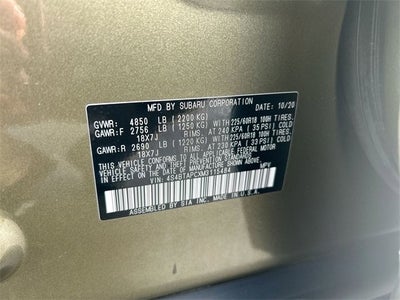 MFD. BY SUBARU CORPORATION 10/20
GVWR: 4850 LB (2200 KG)
GAWR:F 2756 LB (1250 KG) WITH 225/60R18 100H TIRES.
18X7J RIMS. AT 240 KPA (35 PSI) COLD
GAWR:R 2690 LB (1220 KG) WITH 225/60R18 100H TIRES.
18X7J RIMS. AT 230 KPA (33 PSI) COLD
THIS VEHICLE CONFORMS TO ALL APPLICABLE FEDERAL MOTOR
VEHICLE SAFETY AND BUMPER STANDARDS IN EFFECT ON THE
DATE OF MANUFACTURE SHOWN ABOVE.
VIN: 4S4BTAPCXM3115484 MPV
ASSEMBLED BY SIA INC. MADE IN U.S.A.